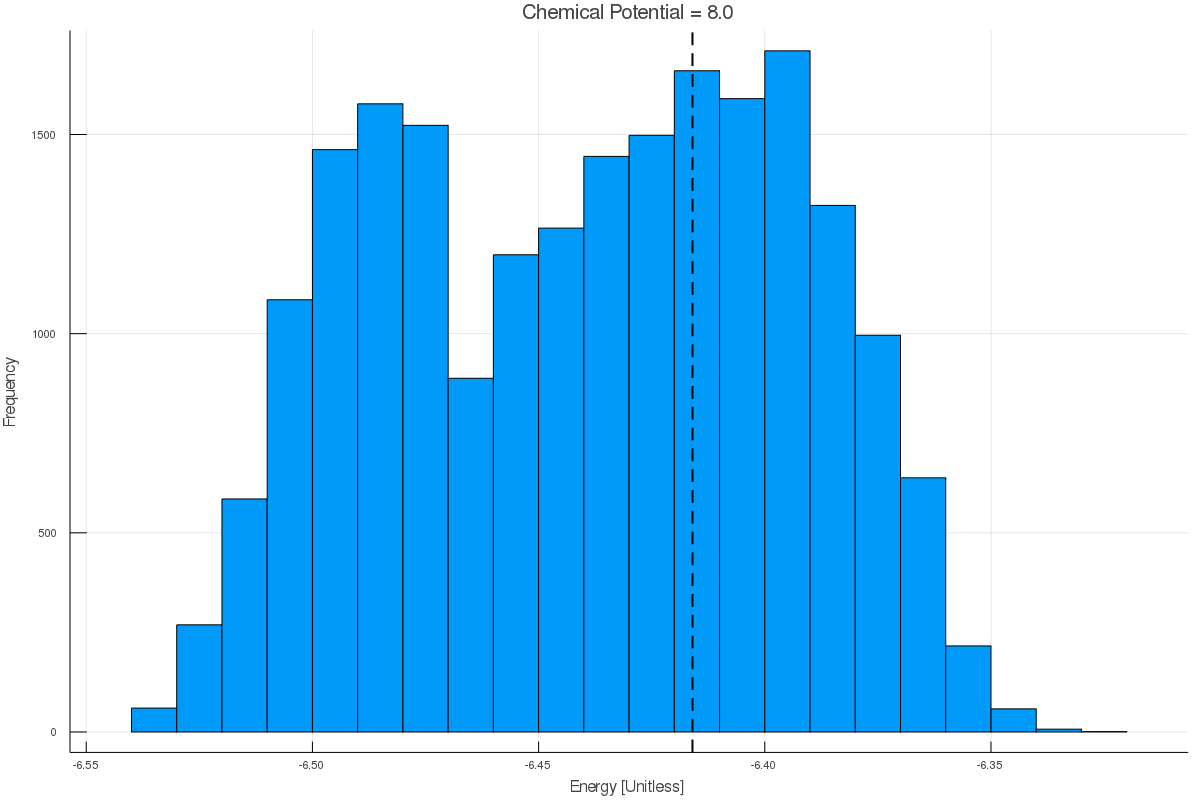 Chemical Potential = 8.0
Frequency
1500
1000
500
0
-6.55 -6.50 -6.45 -6.40 -6.35
Energy [Unitless]